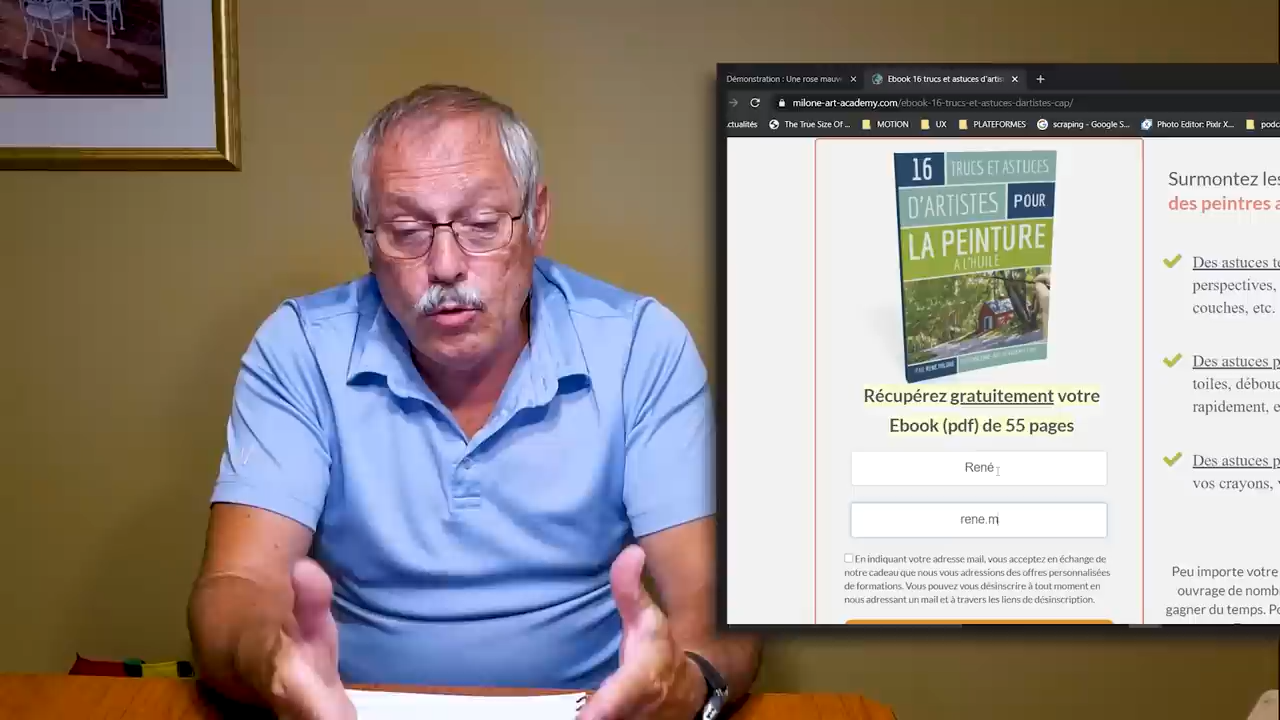 Démonstration : Une rose mauv
Ebook 16 trucs et astuces d'artis
milone-art-academy.com/ebook-16-trucs-et-astuces-dartistes-cap/
ctualités
The True Size Of ...
MOTION
UX
PLATEFORMES
scraping - Google S...
Photo Editor: Pixlr X...
podc
16 TRUCS ET ASTUCES
D'ARTISTES POUR
LA PEINTURE
A L'HUILE
Récupérez gratuitement votre
Ebook (pdf) de 55 pages
René
rene.m
En indiquant votre adresse mail, vous acceptez en échange de
notre cadeau que nous vous adressions des offres personnalisées
de formations. Vous pouvez vous désinscrire à tout moment en
nous adressant un mail et à travers les liens de désinscription.
Surmontez les
des peintres a
Des astuces te
perspectives,
couches, etc.
Des astuces p
toiles, débouc
rapidement, e
Des astuces p
vos crayons, v
Peu importe votre
ouvrage de nomb
gagner du temps. Po